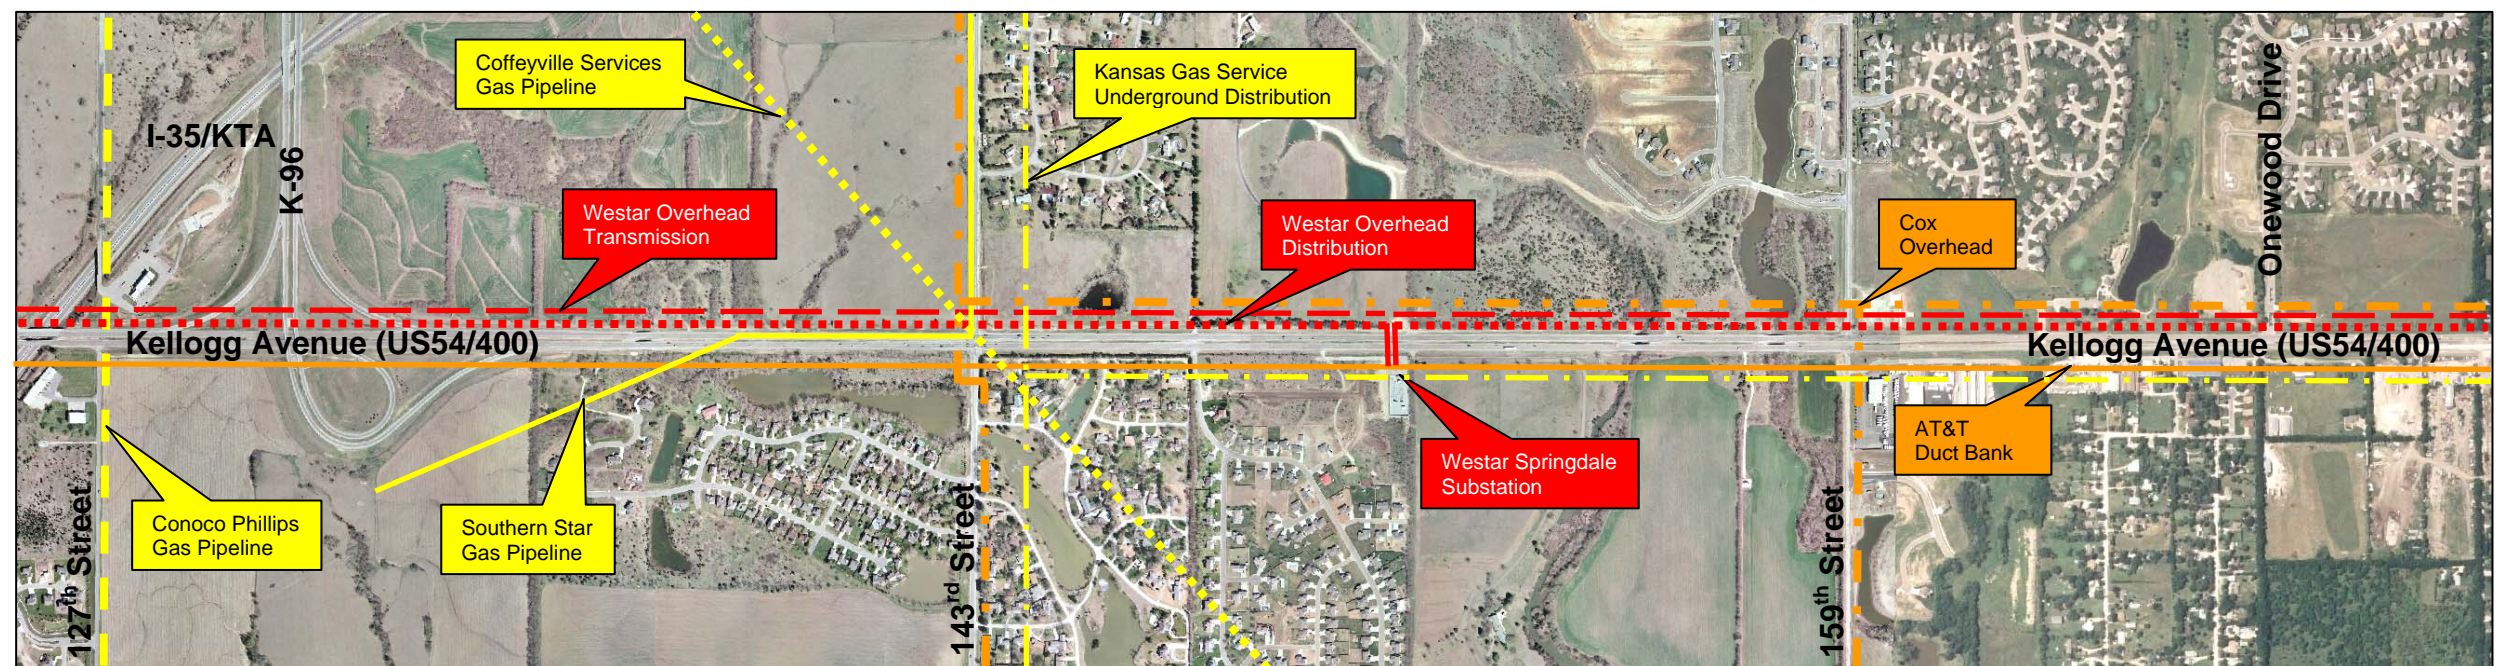 Coffeyville Services
Gas Pipeline
Kansas Gas Service
Underground Distribution
Onewood Drive
I-35/KTA
K-96
Westar Overhead
Transmission
Westar Overhead
Distribution
Cox
Overhead
Kellogg Avenue (US54/400)
Kellogg Avenue (US54/400)
AT&T
Duct Bank
Westar Springdale
Substation
Conoco Phillips
Gas Pipeline
Southern Star
Gas Pipeline
127th Street
143rd Street
159th Street